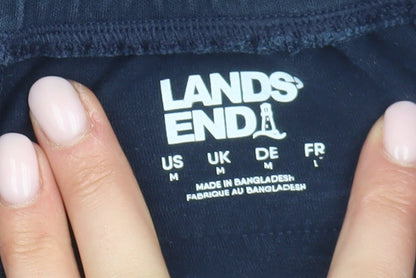 LANDS'
END
US UK DE FR
M M M L
MADE IN BANGLADESH
FABRIQUE AU BANGLADESH